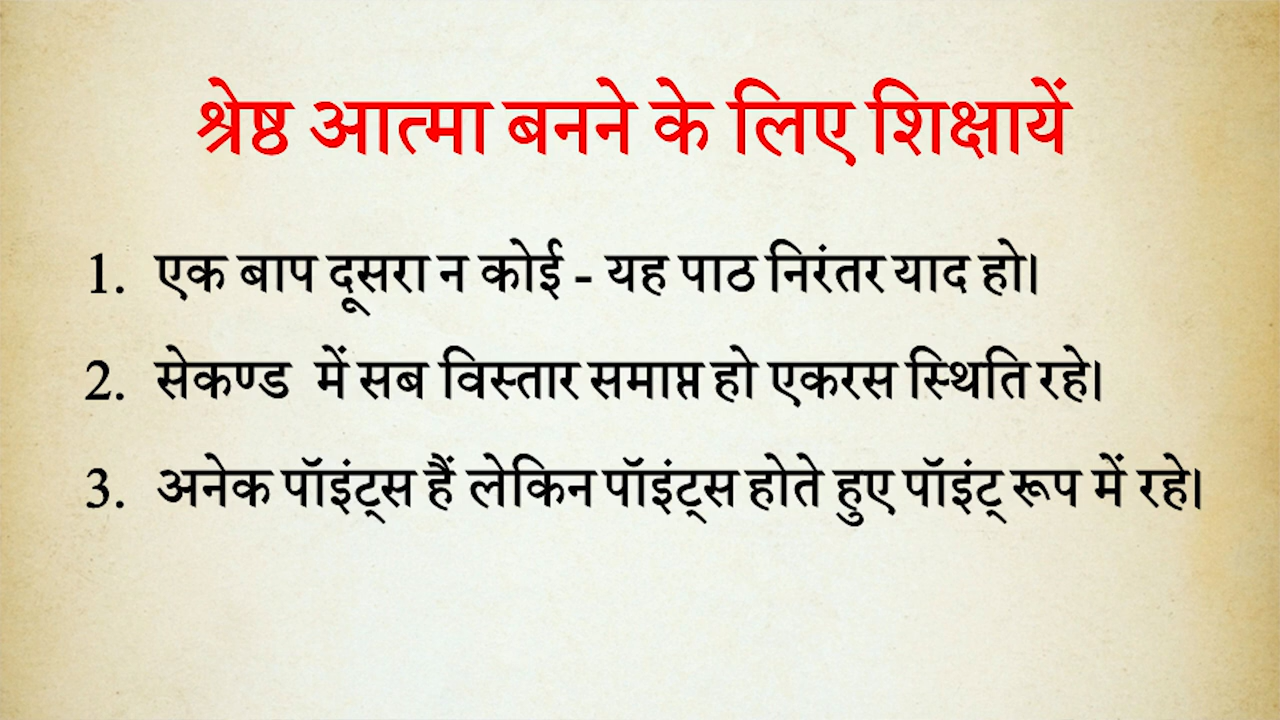 श्रेष्ठ आत्मा बनने के लिए शिक्षायें
1. एक बाप दूसरा न कोई - यह पाठ निरंतर याद हो।
2. सेकण्ड में सब विस्तार समाप्त हो एकरस स्थिति रहे।
3. अनेक पॉइंट्स हैं लेकिन पॉइंट्स होते हुए पॉइंट् रूप में रहे।